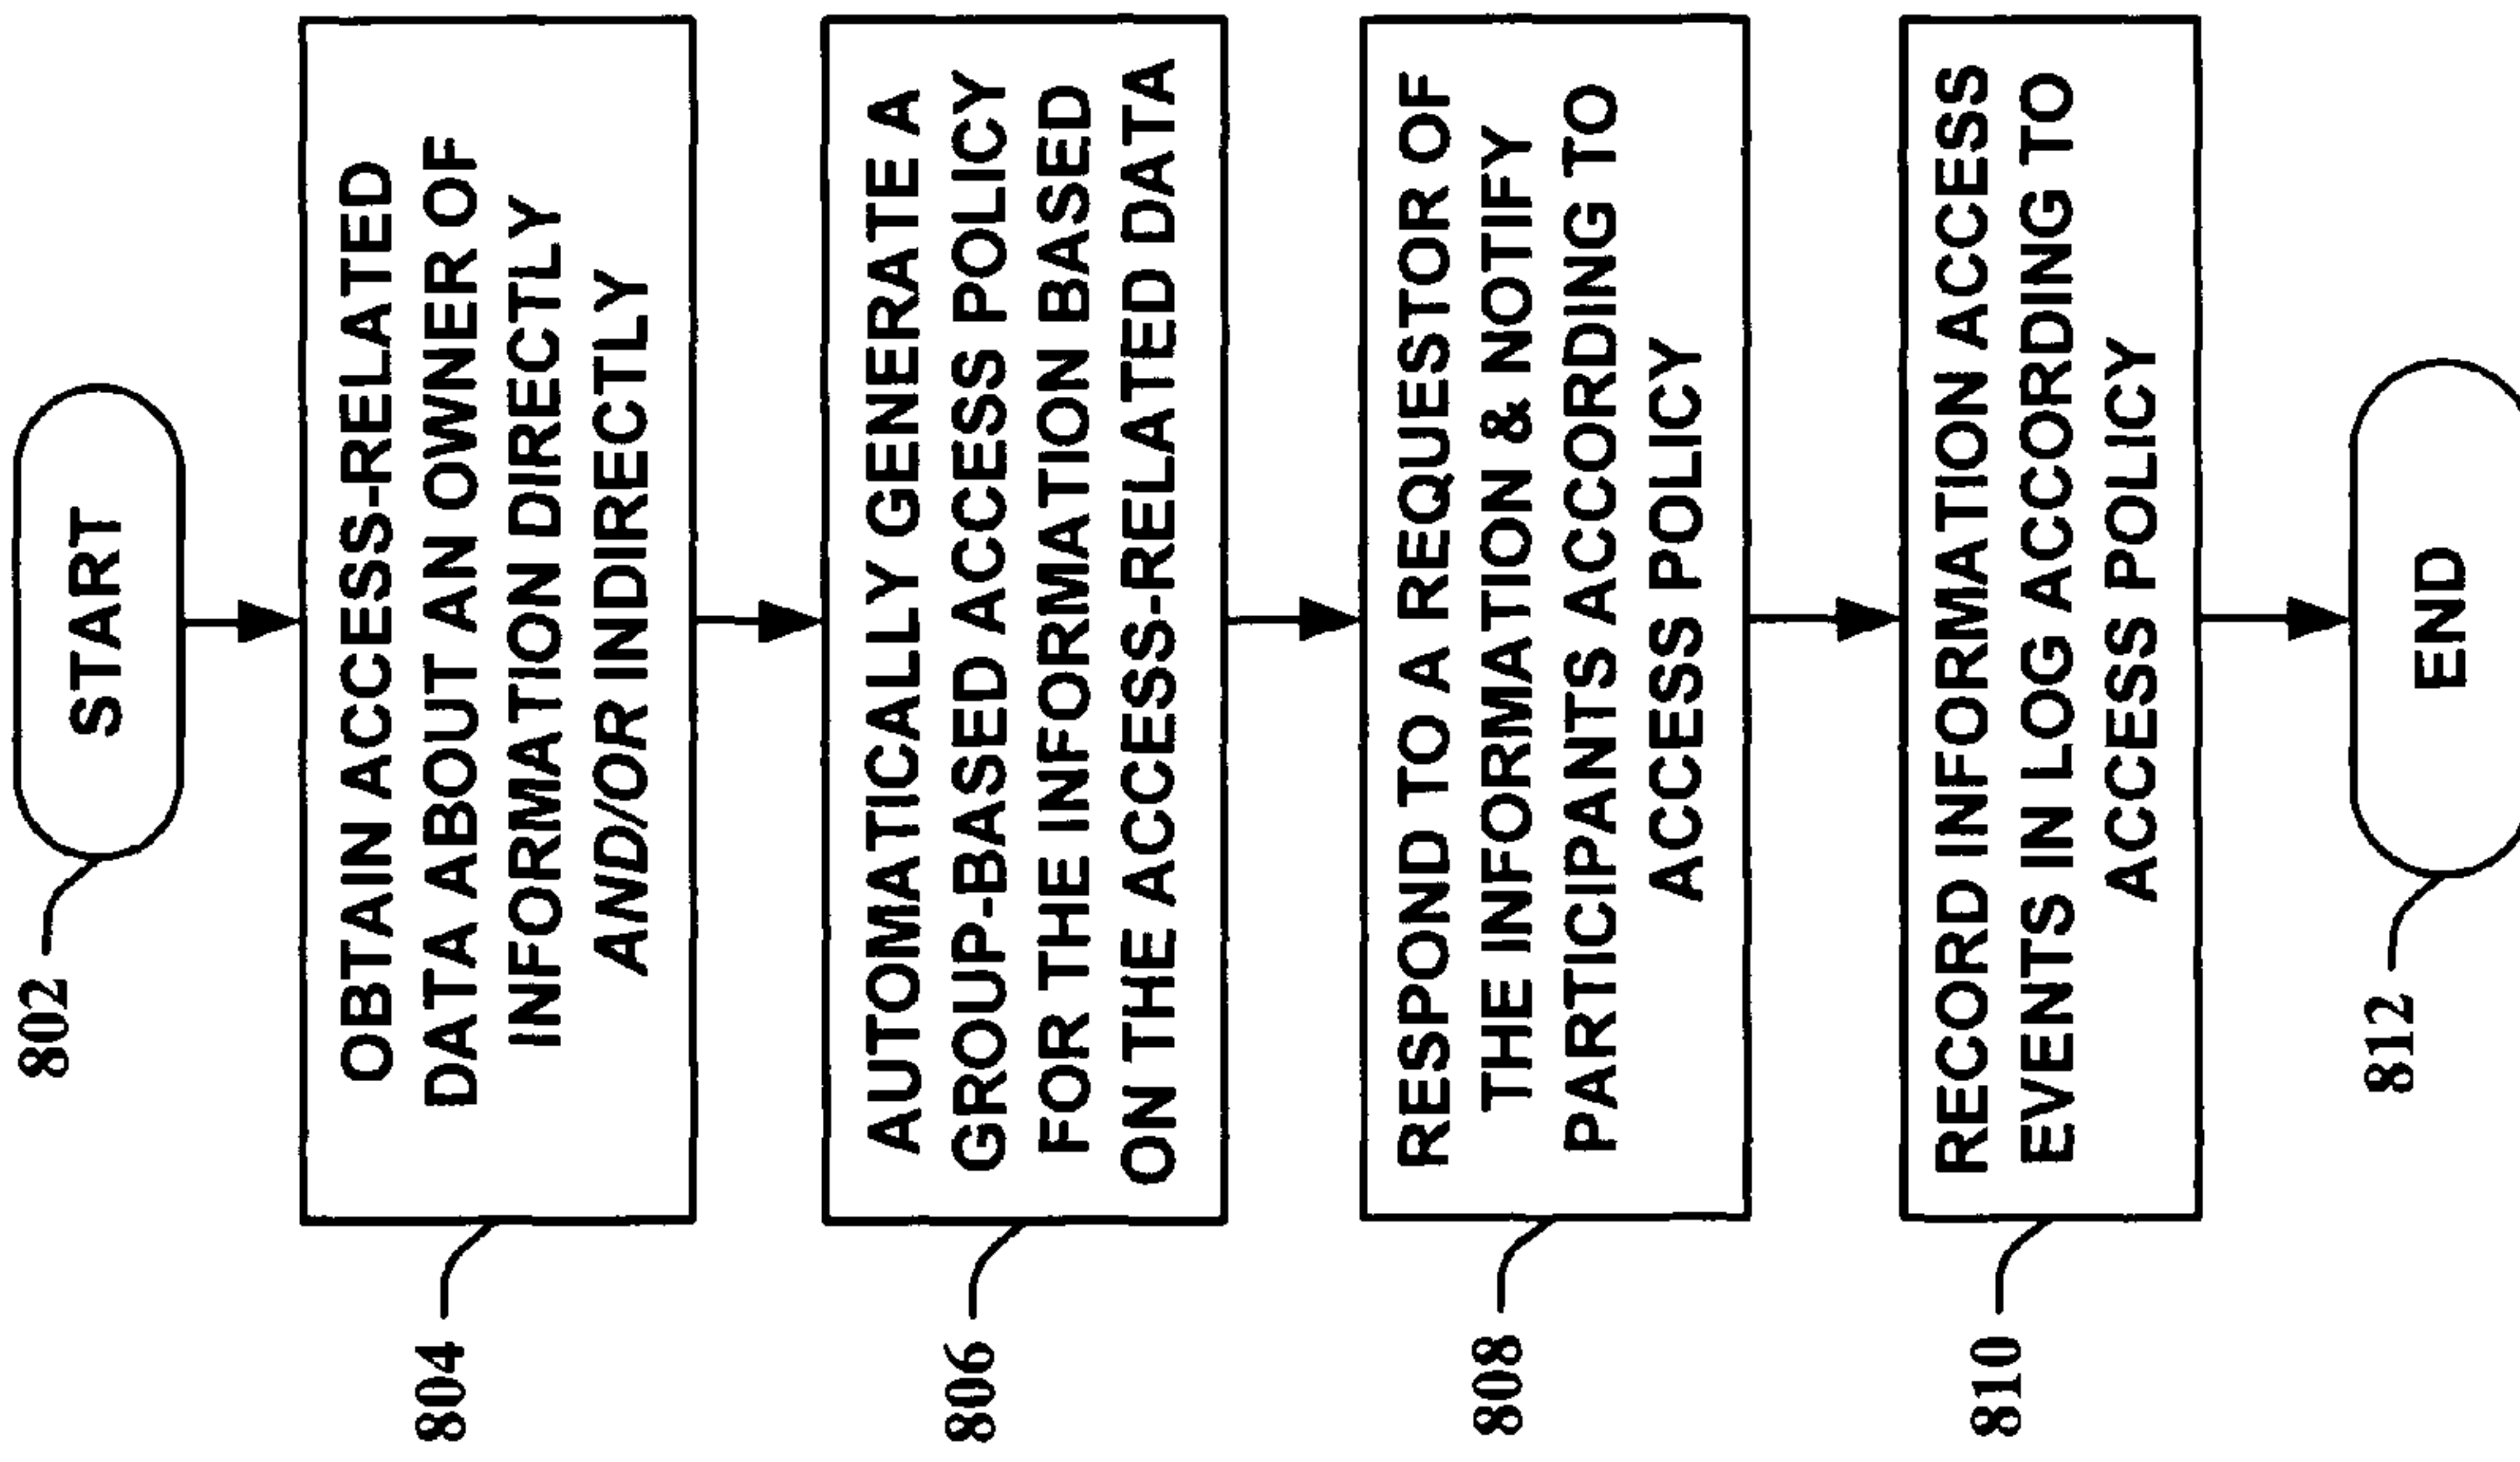 802
START
804
OBTAIN ACCESS-RELATED
DATA ABOUT AN OWNER OF
INFORMATION DIRECTLY
AND/OR INDIRECTLY
806
AUTOMATICALLY GENERATE A
GROUP-BASED ACCESS POLICY
FOR THE INFORMATION BASED
ON THE ACCESS-RELATED DATA
808
RESPOND TO A REQUESTOR OF
THE INFORMATION & NOTIFY
PARTICIPANTS ACCORDING TO
ACCESS POLICY
810
RECORD INFORMATION ACCESS
EVENTS IN LOG ACCORDING TO
ACCESS POLICY
812
END